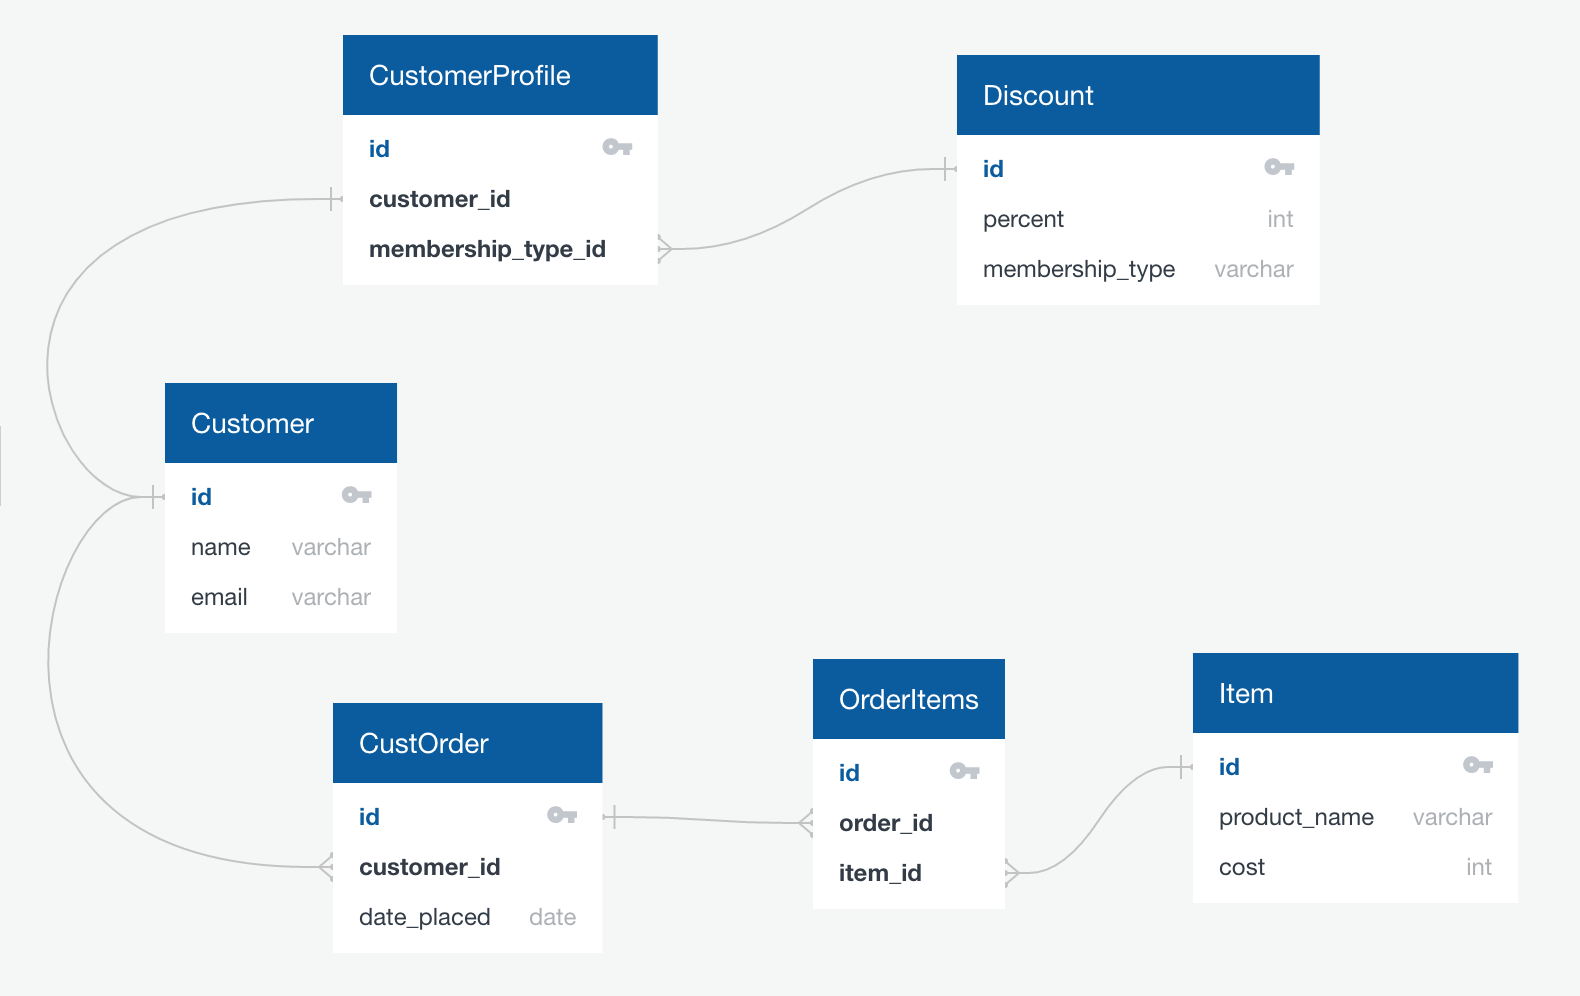 CustomerProfile
id
customer_id
membership_type_id
Discount
id
percent int
membership_type varchar
Customer
id
name varchar
email varchar
CustOrder
id
customer_id
date_placed date
OrderItems
id
order_id
item_id
Item
id
product_name varchar
cost int